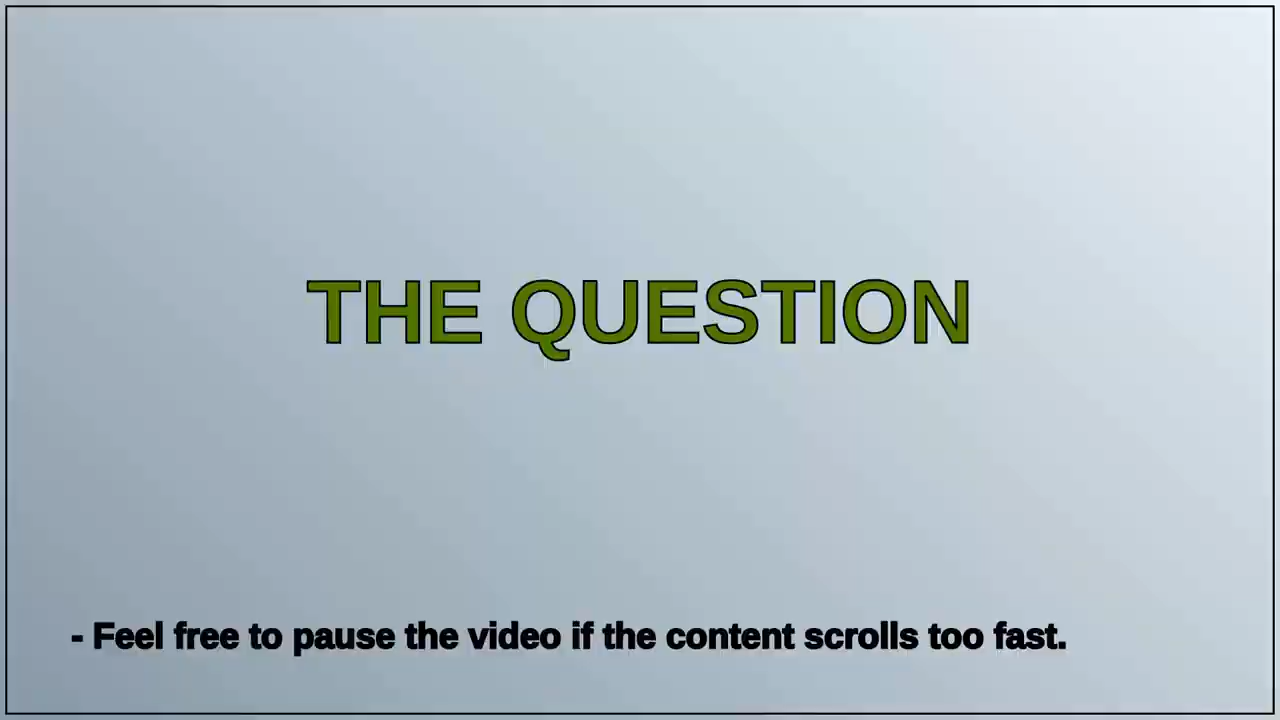 THE QUESTION
- Feel free to pause the video if the content scrolls too fast.